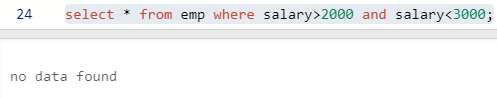 24 select * from emp where salary>2000 and salary<3000;
no data found